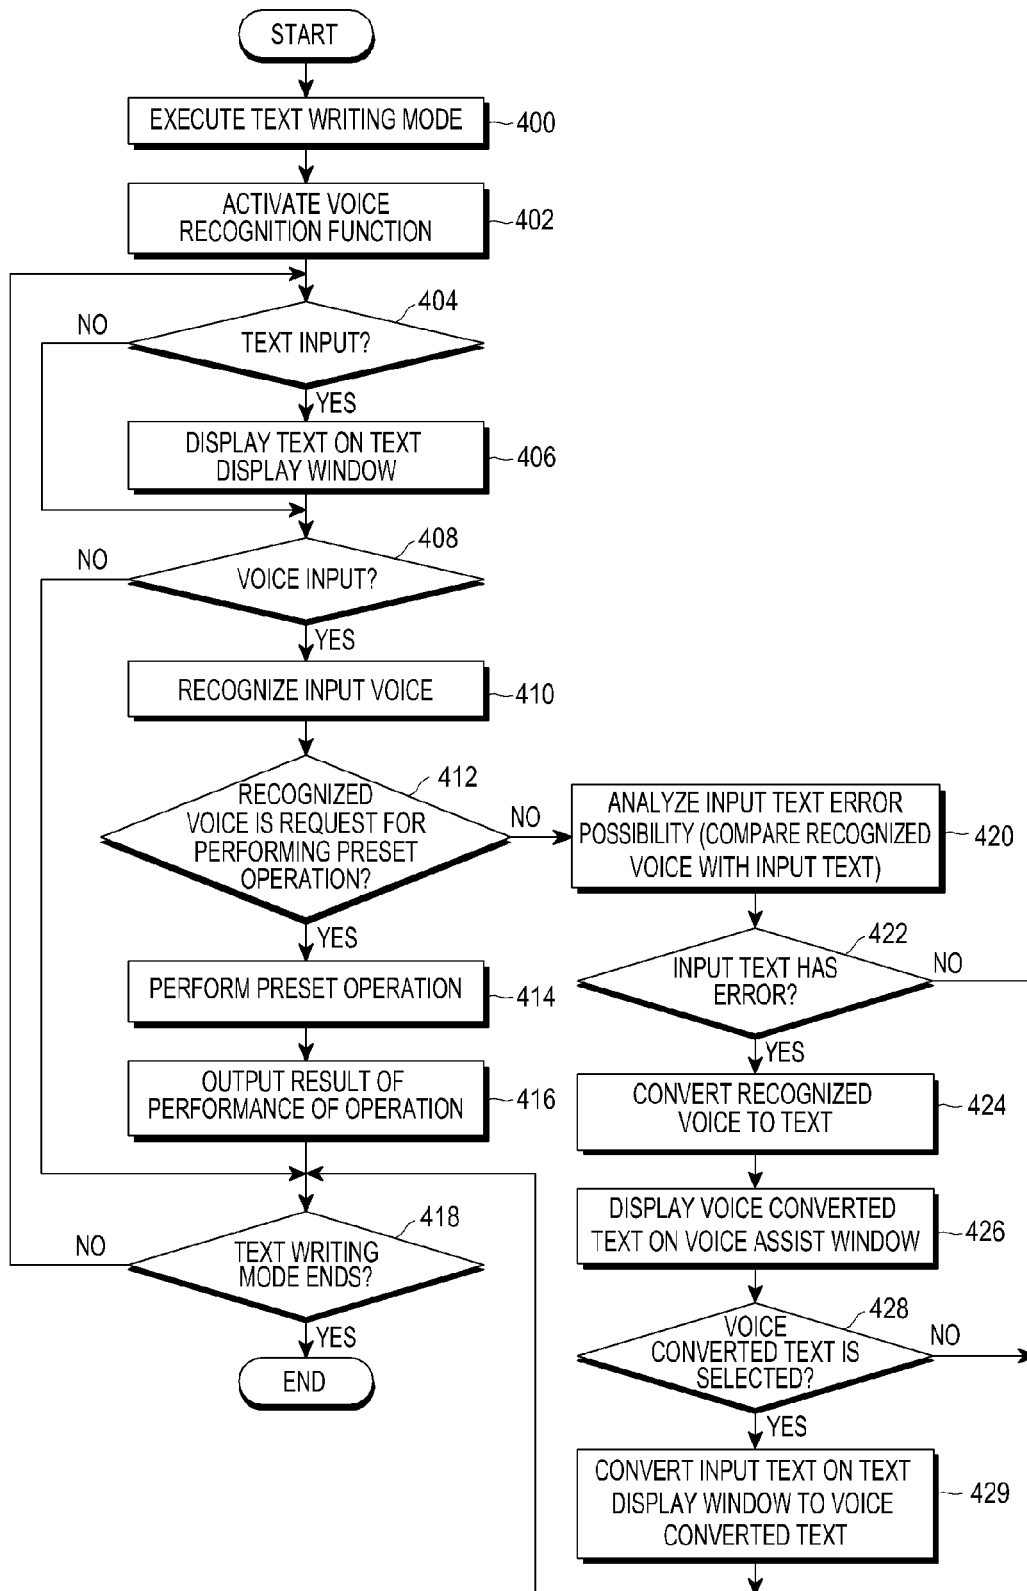 START
EXECUTE TEXT WRITING MODE
400
ACTIVATE VOICE
RECOGNITION FUNCTION
402
404
NO
TEXT INPUT?
YES
DISPLAY TEXT ON TEXT
DISPLAY WINDOW
406
408
NO
VOICE INPUT?
YES
RECOGNIZE INPUT VOICE
410
412
RECOGNIZED
VOICE IS REQUEST FOR
PERFORMING PRESET
OPERATION?
NO
YES
PERFORM PRESET OPERATION
414
OUTPUT RESULT OF
PERFORMANCE OF OPERATION
416
418
NO
TEXT WRITING
MODE ENDS?
YES
END
ANALYZE INPUT TEXT ERROR
POSSIBILITY (COMPARE RECOGNIZED
VOICE WITH INPUT TEXT)
420
422
INPUT TEXT HAS
ERROR?
NO
YES
CONVERT RECOGNIZED
VOICE TO TEXT
424
DISPLAY VOICE CONVERTED
TEXT ON VOICE ASSIST WINDOW
426
428
VOICE
CONVERTED TEXT IS
SELECTED?
NO
YES
CONVERT INPUT TEXT ON TEXT
DISPLAY WINDOW TO VOICE
CONVERTED TEXT
429